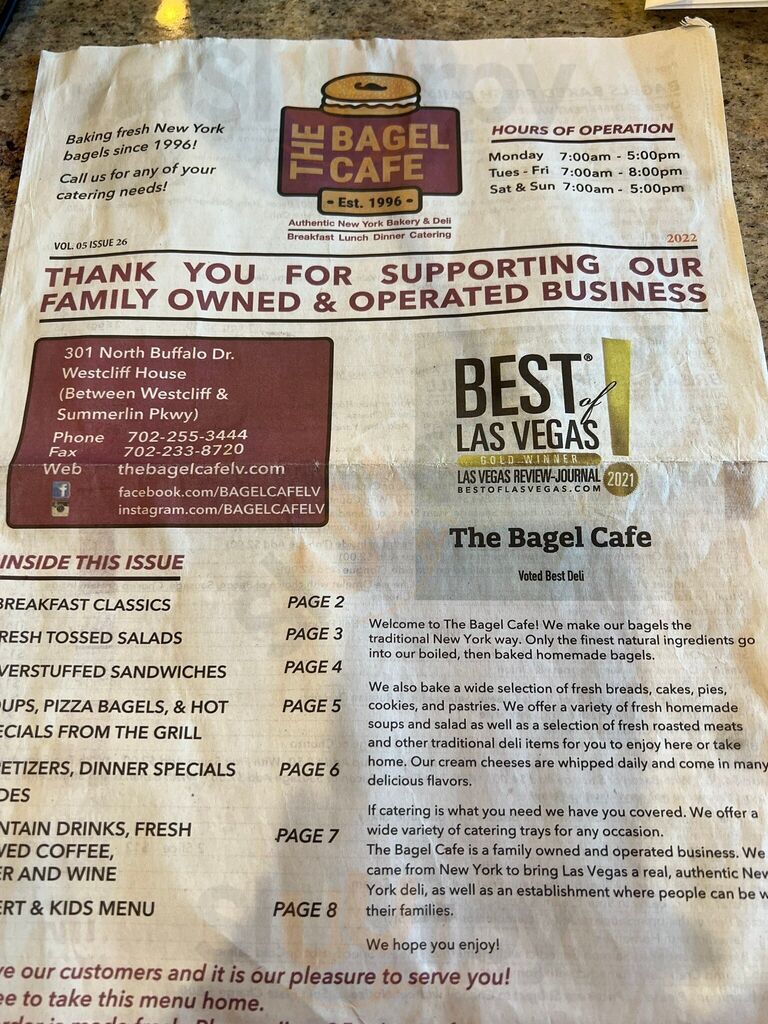 Baking fresh New York
bagels since 1996!
Call us for any of your
catering needs!
THE BAGEL
CAFE
- Est. 1996 -
Authentic New York Bakery & Deli
Breakfast Lunch Dinner Catering
HOURS OF OPERATION
Monday 7:00am - 5:00pm
Tues - Fri 7:00am - 8:00pm
Sat & Sun 7:00am - 5:00pm
VOL. 05 ISSUE 26
2022
THANK YOU FOR SUPPORTING OUR
FAMILY OWNED & OPERATED BUSINESS
301 North Buffalo Dr.
Westcliff House
(Between Westcliff &
Summerlin Pkwy)
Phone 702-255-3444
Fax 702-233-8720
Web thebagelcafelv.com
facebook.com/BAGELCAFELV
instagram.com/BAGELCAFELV
BEST® of
LAS VEGAS
GOLD WINNER
LAS VEGAS REVIEW-JOURNAL
BESTOFLASVEGAS.COM
2021
The Bagel Cafe
Voted Best Deli
INSIDE THIS ISSUE
BREAKFAST CLASSICS PAGE 2
RESH TOSSED SALADS PAGE 3
VERSTUFFED SANDWICHES PAGE 4
OUPS, PIZZA BAGELS, & HOT PAGE 5
ECIALS FROM THE GRILL
PETIZERS, DINNER SPECIALS PAGE 6
DES
NTAIN DRINKS, FRESH PAGE 7
WED COFFEE,
ER AND WINE
ERT & KIDS MENU PAGE 8
Welcome to The Bagel Cafe! We make our bagels the
traditional New York way. Only the finest natural ingredients go
into our boiled, then baked homemade bagels.
We also bake a wide selection of fresh breads, cakes, pies,
cookies, and pastries. We offer a variety of fresh homemade
soups and salad as well as a selection of fresh roasted meats
and other traditional deli items for you to enjoy here or take
home. Our cream cheeses are whipped daily and come in many
delicious flavors.
If catering is what you need we have you covered. We offer a
wide variety of catering trays for any occasion.
The Bagel Cafe is a family owned and operated business. We
came from New York to bring Las Vegas a real, authentic New
York deli, as well as an establishment where people can be w
their families.
We hope you enjoy!
ve our customers and it is our pleasure to serve you!
ee to take this menu home.